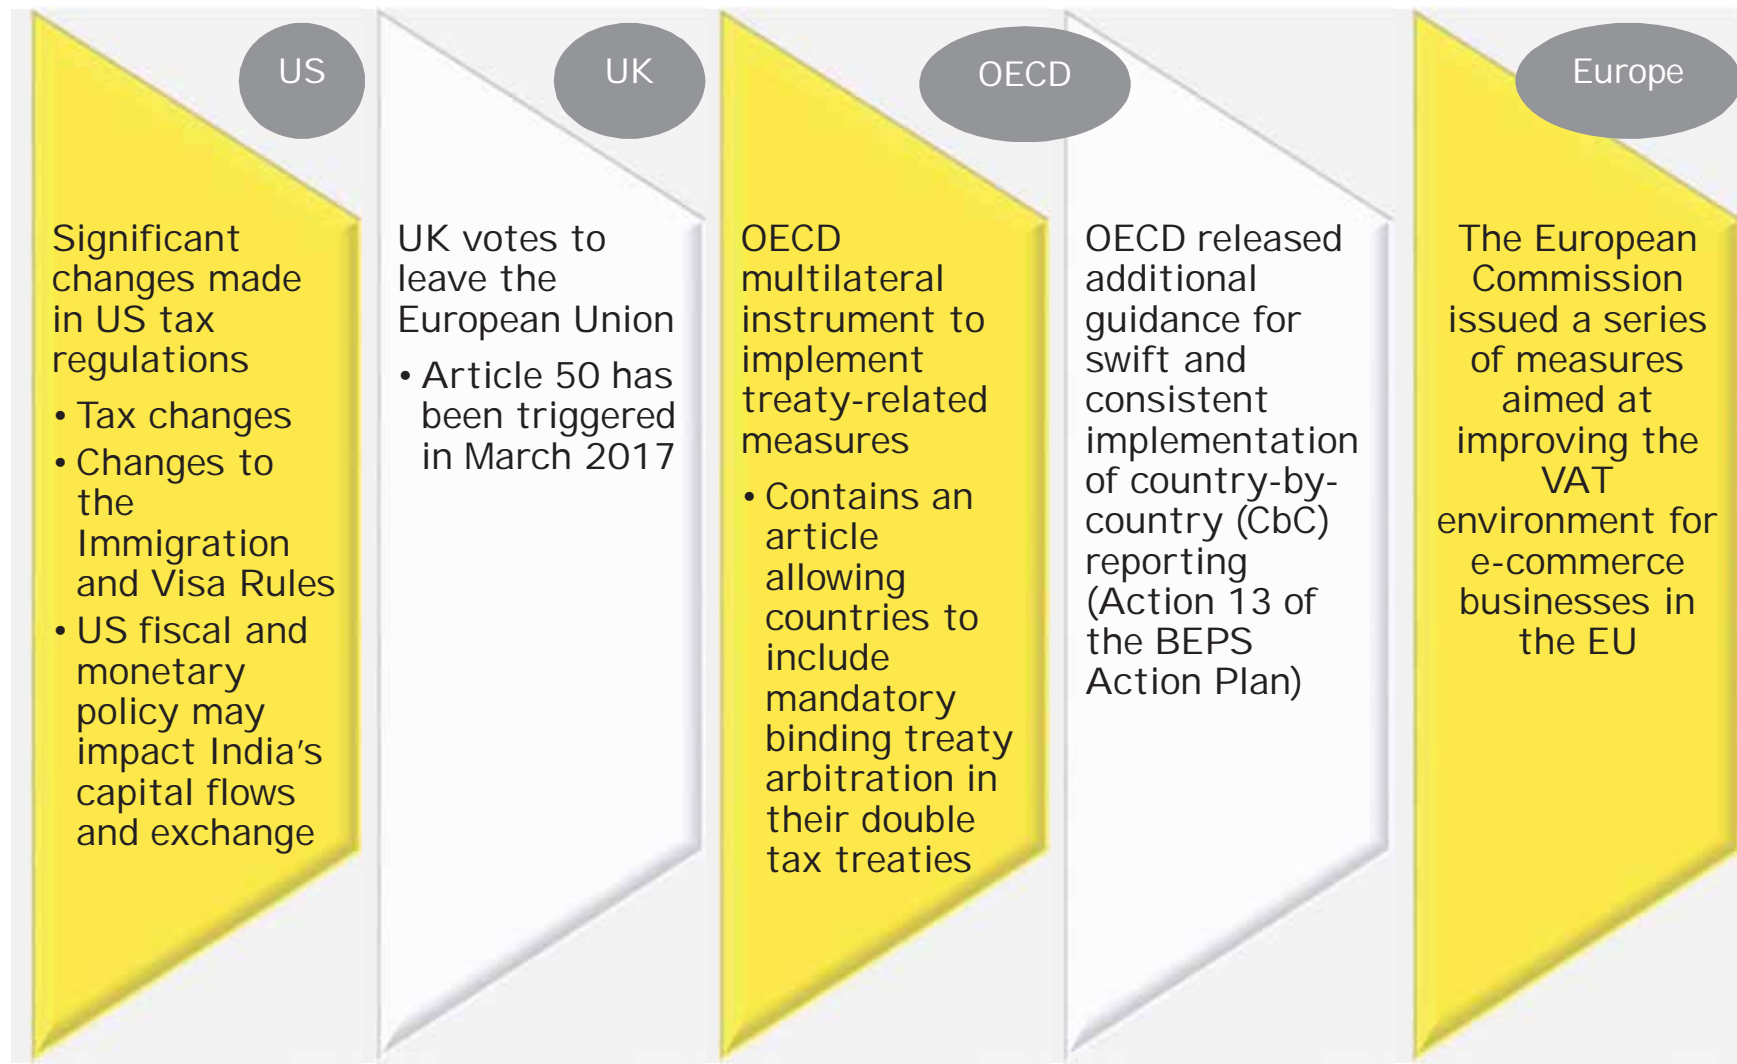 US
Significant
changes made
in US tax
regulations
• Tax changes
• Changes to
the
Immigration
and Visa Rules
• US fiscal and
monetary
policy may
impact India's
capital flows
and exchange
UK
UK votes to
leave the
European Union
• Article 50 has
been triggered
in March 2017
OECD
OECD
multilateral
instrument to
implement
treaty-related
measures
• Contains an
article
allowing
countries to
include
mandatory
binding treaty
arbitration in
their double
tax treaties
OECD released
additional
guidance for
swift and
consistent
implementation
of country-by-
country (CbC)
reporting
(Action 13 of
the BEPS
Action Plan)
Europe
The European
Commission
issued a series
of measures
aimed at
improving the
VAT
environment for
e-commerce
businesses in
the EU